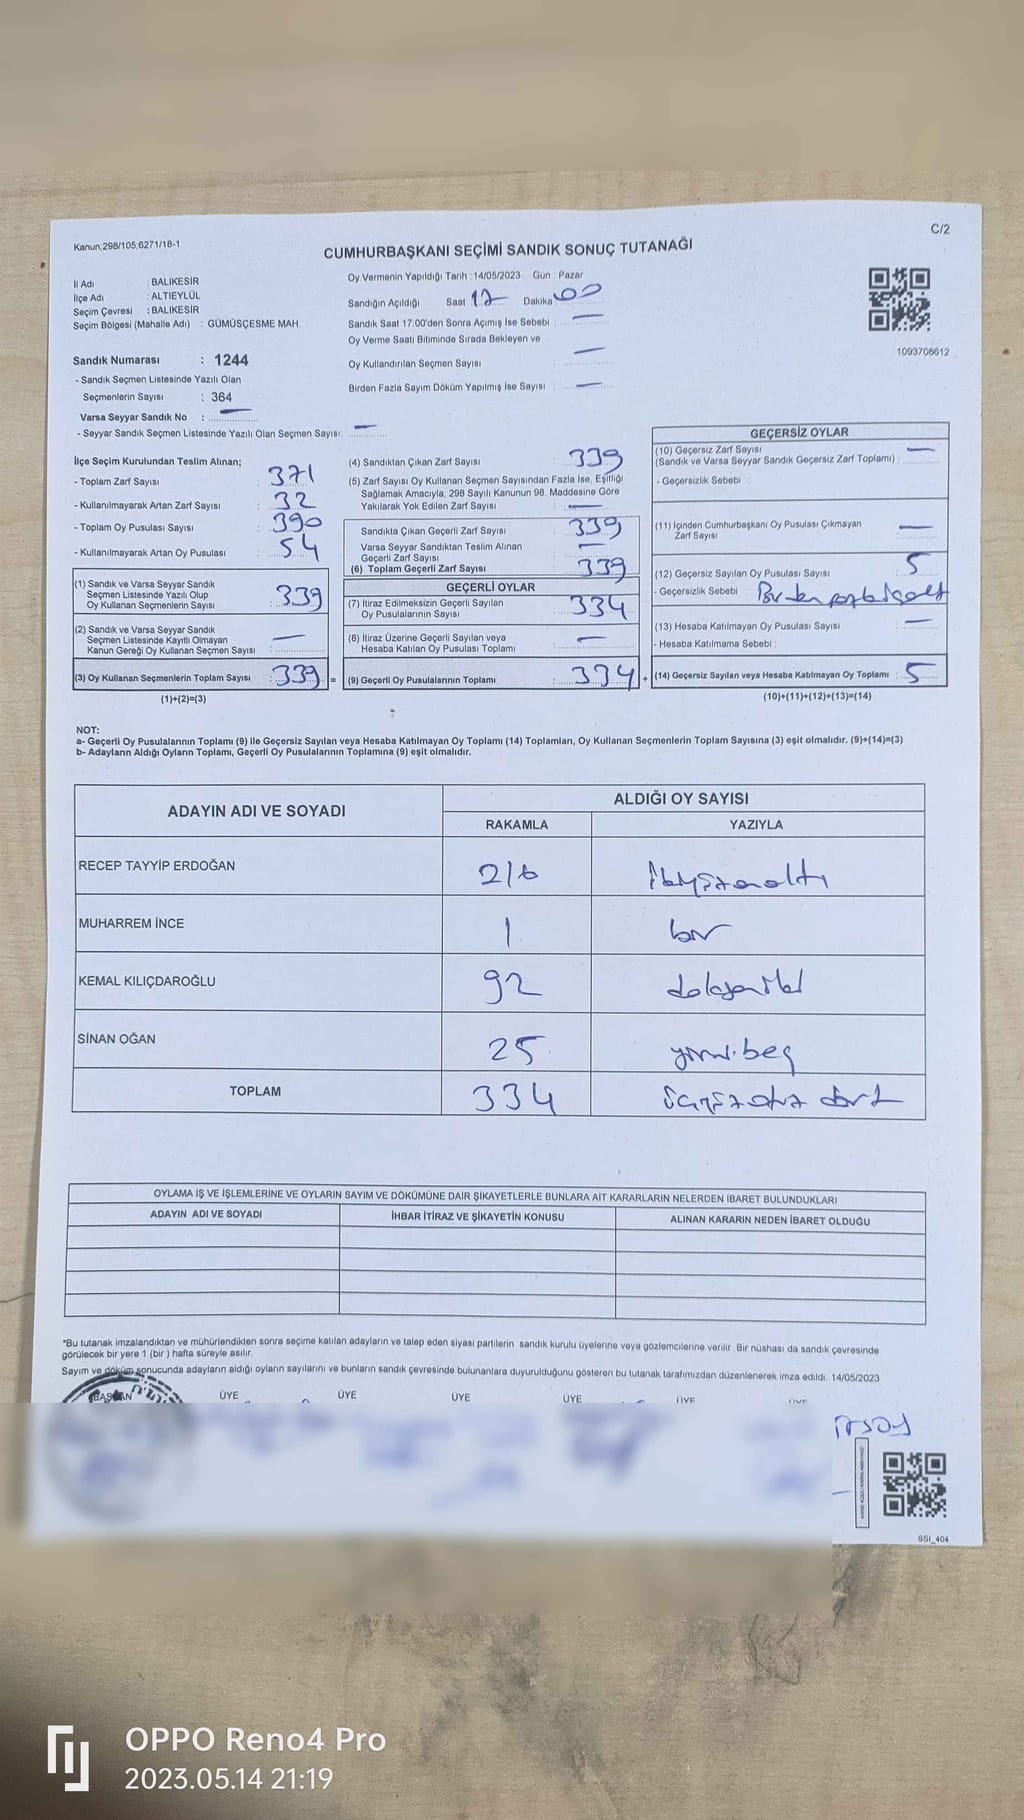 Kanun;298/105,6271/18-1
C/2
CUMHURBAŞKANI SEÇİMİ SANDIK SONUÇ TUTANAĞI
İl Adı : BALIKESİR
İlçe Adı : ALTIEYLÜL
Seçim Çevresi : BALIKESİR
Seçim Bölgesi (Mahalle Adı) : GÜMÜŞÇEŞME MAH.
Oy Vermenin Yapıldığı Tarih : 14/05/2023 Gün : Pazar
Sandığın Açıldığı Saat 17 Dakika 00
Sandık Saat 17:00'den Sonra Açımış İse Sebebi : —
Oy Verme Saati Bitiminde Sırada Bekleyen ve
Oy Kullandırılan Seçmen Sayısı : —
Birden Fazla Sayım Döküm Yapılmış İse Sayısı : —
1093708612
Sandık Numarası : 1244
- Sandık Seçmen Listesinde Yazılı Olan
Seçmenlerin Sayısı : 364
Varsa Seyyar Sandık No : —
- Seyyar Sandık Seçmen Listesinde Yazılı Olan Seçmen Sayısı: —
İlçe Seçim Kurulundan Teslim Alınan;
- Toplam Zarf Sayısı : 371
- Kullanılmayarak Artan Zarf Sayısı : 32
- Toplam Oy Pusulası Sayısı : 390
- Kullanılmayarak Artan Oy Pusulası : 54
(1) Sandık ve Varsa Seyyar Sandık
Seçmen Listesinde Yazılı Olup
Oy Kullanan Seçmenlerin Sayısı : 339
(2) Sandık ve Varsa Seyyar Sandık
Seçmen Listesinde Kayıtlı Olmayan
Kanun Gereği Oy Kullanan Seçmen Sayısı : —
(3) Oy Kullanan Seçmenlerin Toplam Sayısı : 339 =
(1)+(2)=(3)
(4) Sandıktan Çıkan Zarf Sayısı : 339
(5) Zarf Sayısı Oy Kullanan Seçmen Sayısından Fazla İse, Eşitliği
Sağlamak Amacıyla; 298 Sayılı Kanunun 98. Maddesine Göre
Yakılarak Yok Edilen Zarf Sayısı : —
Sandıkta Çıkan Geçerli Zarf Sayısı : 339
Varsa Seyyar Sandıktan Teslim Alınan
Geçerli Zarf Sayısı : —
(6) Toplam Geçerli Zarf Sayısı : 339
GEÇERLİ OYLAR
(7) İtiraz Edilmeksizin Geçerli Sayılan
Oy Pusulalarının Sayısı : 334
(8) İtiraz Üzerine Geçerli Sayılan veya
Hesaba Katılan Oy Pusulası Toplamı : —
(9) Geçerli Oy Pusulalarının Toplamı : 334 +
GEÇERSİZ OYLAR
(10) Geçersiz Zarf Sayısı
(Sandık ve Varsa Seyyar Sandık Geçersiz Zarf Toplamı) : —
- Geçersizlik Sebebi :
(11) İçinden Cumhurbaşkanı Oy Pusulası Çıkmayan
Zarf Sayısı : —
(12) Geçersiz Sayılan Oy Pusulası Sayısı : 5
- Geçersizlik Sebebi :
(13) Hesaba Katılmayan Oy Pusulası Sayısı : —
- Hesaba Katılmama Sebebi :
(14) Geçersiz Sayılan veya Hesaba Katılmayan Oy Toplamı : 5
(10)+(11)+(12)+(13)=(14)
NOT:
a- Geçerli Oy Pusulalarının Toplamı (9) ile Geçersiz Sayılan veya Hesaba Katılmayan Oy Toplamı (14) Toplamları, Oy Kullanan Seçmenlerin Toplam Sayısına (3) eşit olmalıdır. (9)+(14)=(3)
b- Adayların Aldığı Oyların Toplamı, Geçerli Oy Pusulalarının Toplamına (9) eşit olmalıdır.
ADAYIN ADI VE SOYADI
ALDIĞI OY SAYISI
RAKAMLA YAZIYLA
RECEP TAYYİP ERDOĞAN 216 ikiyüzonaltı
MUHARREM İNCE 1 bir
KEMAL KILIÇDAROĞLU 92 doksaniki
SİNAN OĞAN 25 yirmibeş
TOPLAM 334 üçyüzotuz dört
OYLAMA İŞ VE İŞLEMLERİNE VE OYLARIN SAYIM VE DÖKÜMÜNE DAİR ŞİKAYETLERLE BUNLARA AİT KARARLARIN NELERDEN İBARET BULUNDUKLARI
ADAYIN ADI VE SOYADI İHBAR İTİRAZ VE ŞİKAYETİN KONUSU ALINAN KARARIN NEDEN İBARET OLDUĞU
*Bu tutanak imzalandıktan ve mühürlendikten sonra seçime katılan adayların ve talep eden siyasi partilerin sandık kurulu üyelerine veya gözlemcilerine verilir. Bir nüshası da sandık çevresinde
görülecek bir yere 1 (bir ) hafta süreyle asılır.
Sayım ve döküm sonucunda adayların aldığı oyların sayılarını ve bunların sandık çevresinde bulunanlara duyurulduğunu gösteren bu tutanak tarafımızdan düzenlenerek imza edildi. 14/05/2023
BAŞKAN ÜYE ÜYE ÜYE ÜYE ÜYE ÜYE
SSI_404
OPPO Reno4 Pro
2023.05.14 21:19